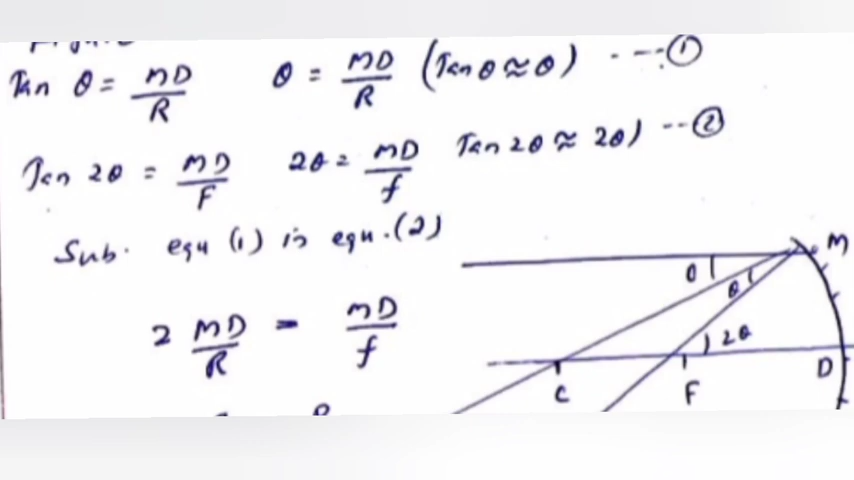 Tan θ = MD/R θ = MD/R (Tan θ ≈ θ) ----①
Tan 2θ = MD/F 2θ = MD/f Tan 2θ ≈ 2θ) ---②
Sub. equ (1) in equ.(2)
2 MD/R = MD/f
M
θ
θ
2θ
C
F
D